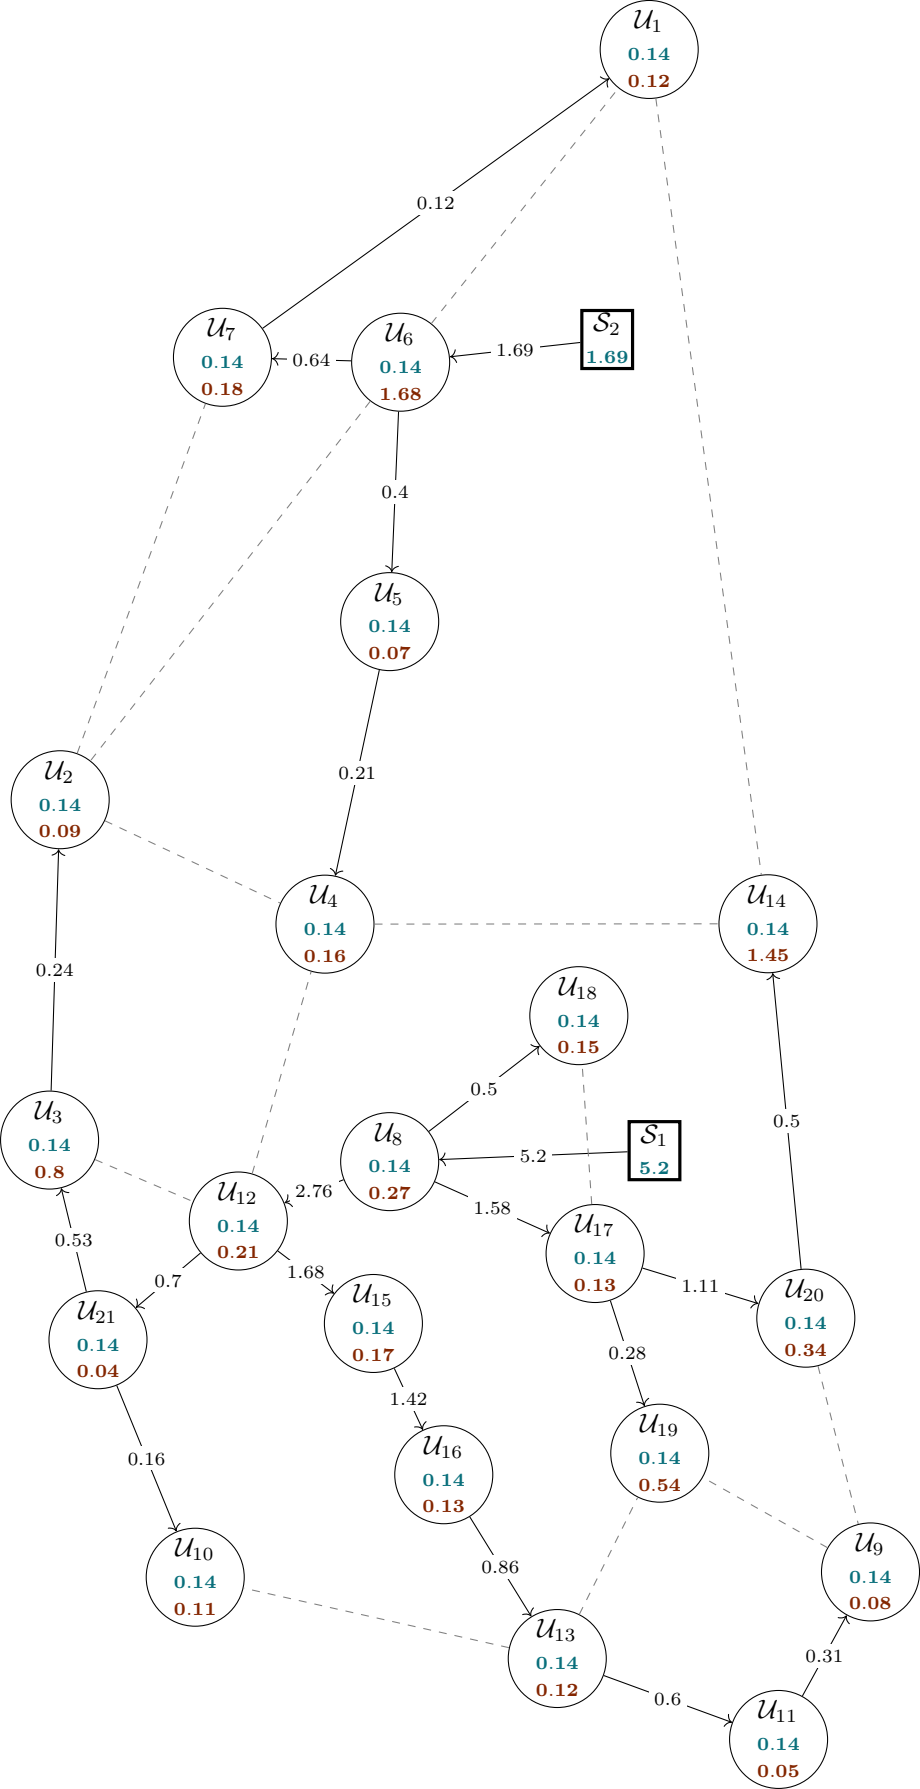 𝒰₁
0.14
0.12
0.12
𝒰₇
0.14
0.18
0.64
𝒰₆
0.14
1.68
1.69
𝒮₂
1.69
0.4
𝒰₅
0.14
0.07
0.21
𝒰₂
0.14
0.09
𝒰₄
0.14
0.16
𝒰₁₄
0.14
1.45
0.24
𝒰₁₈
0.14
0.15
0.5
0.5
𝒰₃
0.14
0.8
𝒰₈
0.14
0.27
5.2
𝒮₁
5.2
2.76
1.58
𝒰₁₂
0.14
0.21
𝒰₁₇
0.14
0.13
0.53
0.7
1.68
1.11
𝒰₂₁
0.14
0.04
𝒰₁₅
0.14
0.17
𝒰₂₀
0.14
0.34
0.28
1.42
0.16
𝒰₁₆
0.14
0.13
𝒰₁₉
0.14
0.54
𝒰₁₀
0.14
0.11
0.86
𝒰₉
0.14
0.08
𝒰₁₃
0.14
0.12
0.31
0.6
𝒰₁₁
0.14
0.05